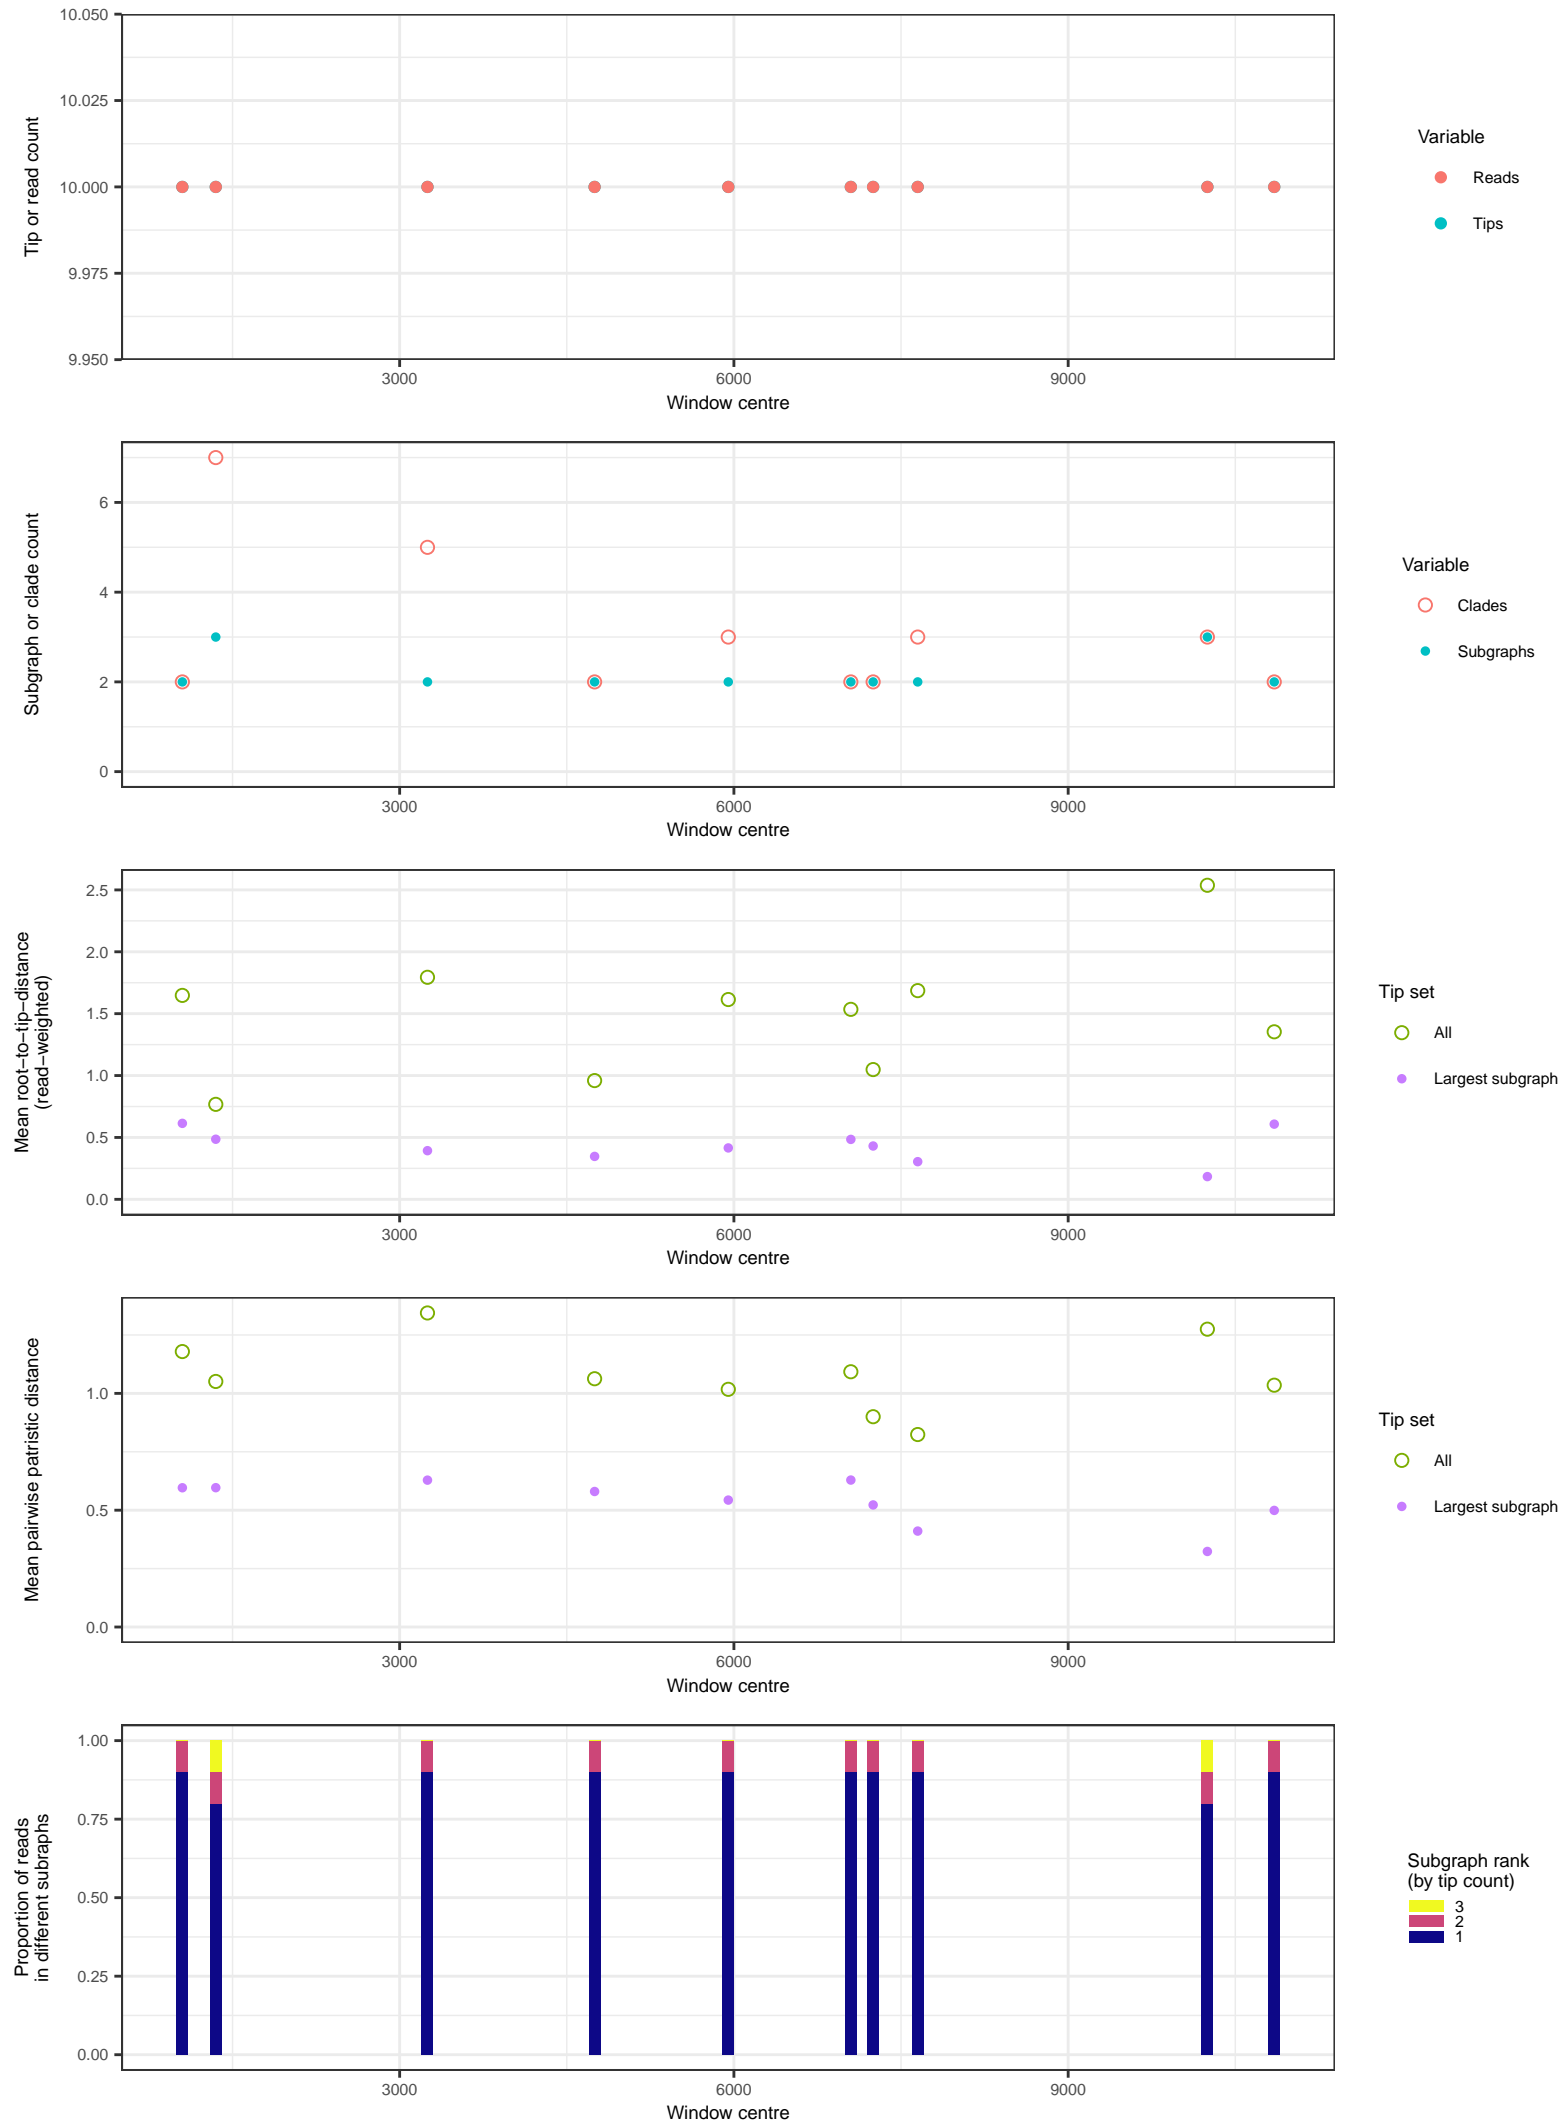 10.050
10.025
10.000
9.975
9.950
Tip or read count
3000
6000
9000
Window centre
Variable
Reads
Tips
6
4
2
0
Subgraph or clade count
3000
6000
9000
Window centre
Variable
Clades
Subgraphs
2.5
2.0
1.5
1.0
0.5
0.0
Mean root−to−tip−distance
(read−weighted)
3000
6000
9000
Window centre
Tip set
All
Largest subgraph
1.0
0.5
0.0
Mean pairwise patristic distance
3000
6000
9000
Window centre
Tip set
All
Largest subgraph
1.00
0.75
0.50
0.25
0.00
Proportion of reads
in different subraphs
3000
6000
9000
Window centre
Subgraph rank
(by tip count)
3
2
1